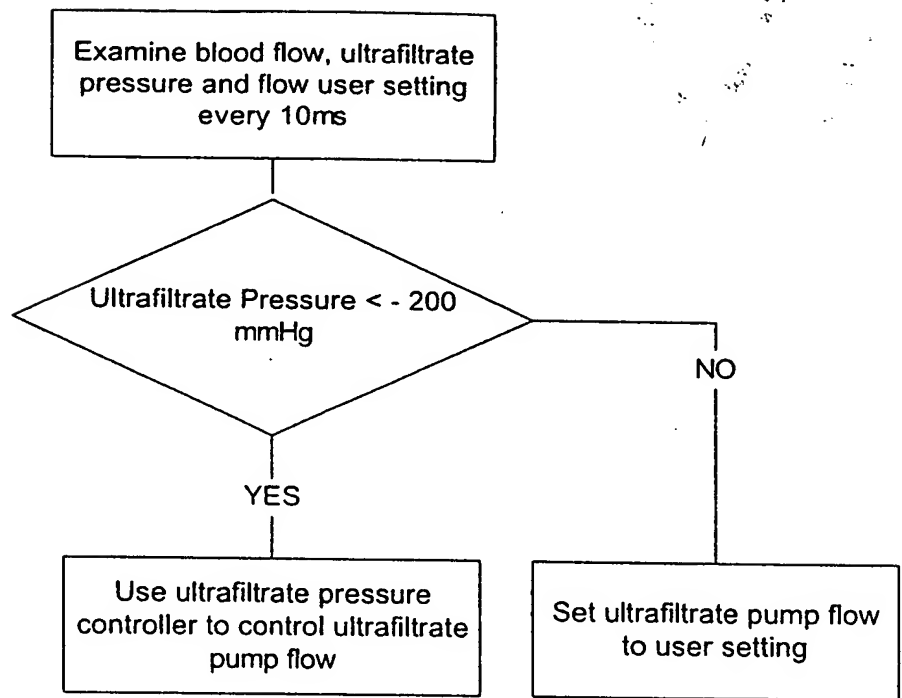 Examine blood flow, ultrafiltrate
pressure and flow user setting
every 10ms
Ultrafiltrate Pressure < - 200
mmHg
NO
YES
Use ultrafiltrate pressure
controller to control ultrafiltrate
pump flow
Set ultrafiltrate pump flow
to user setting